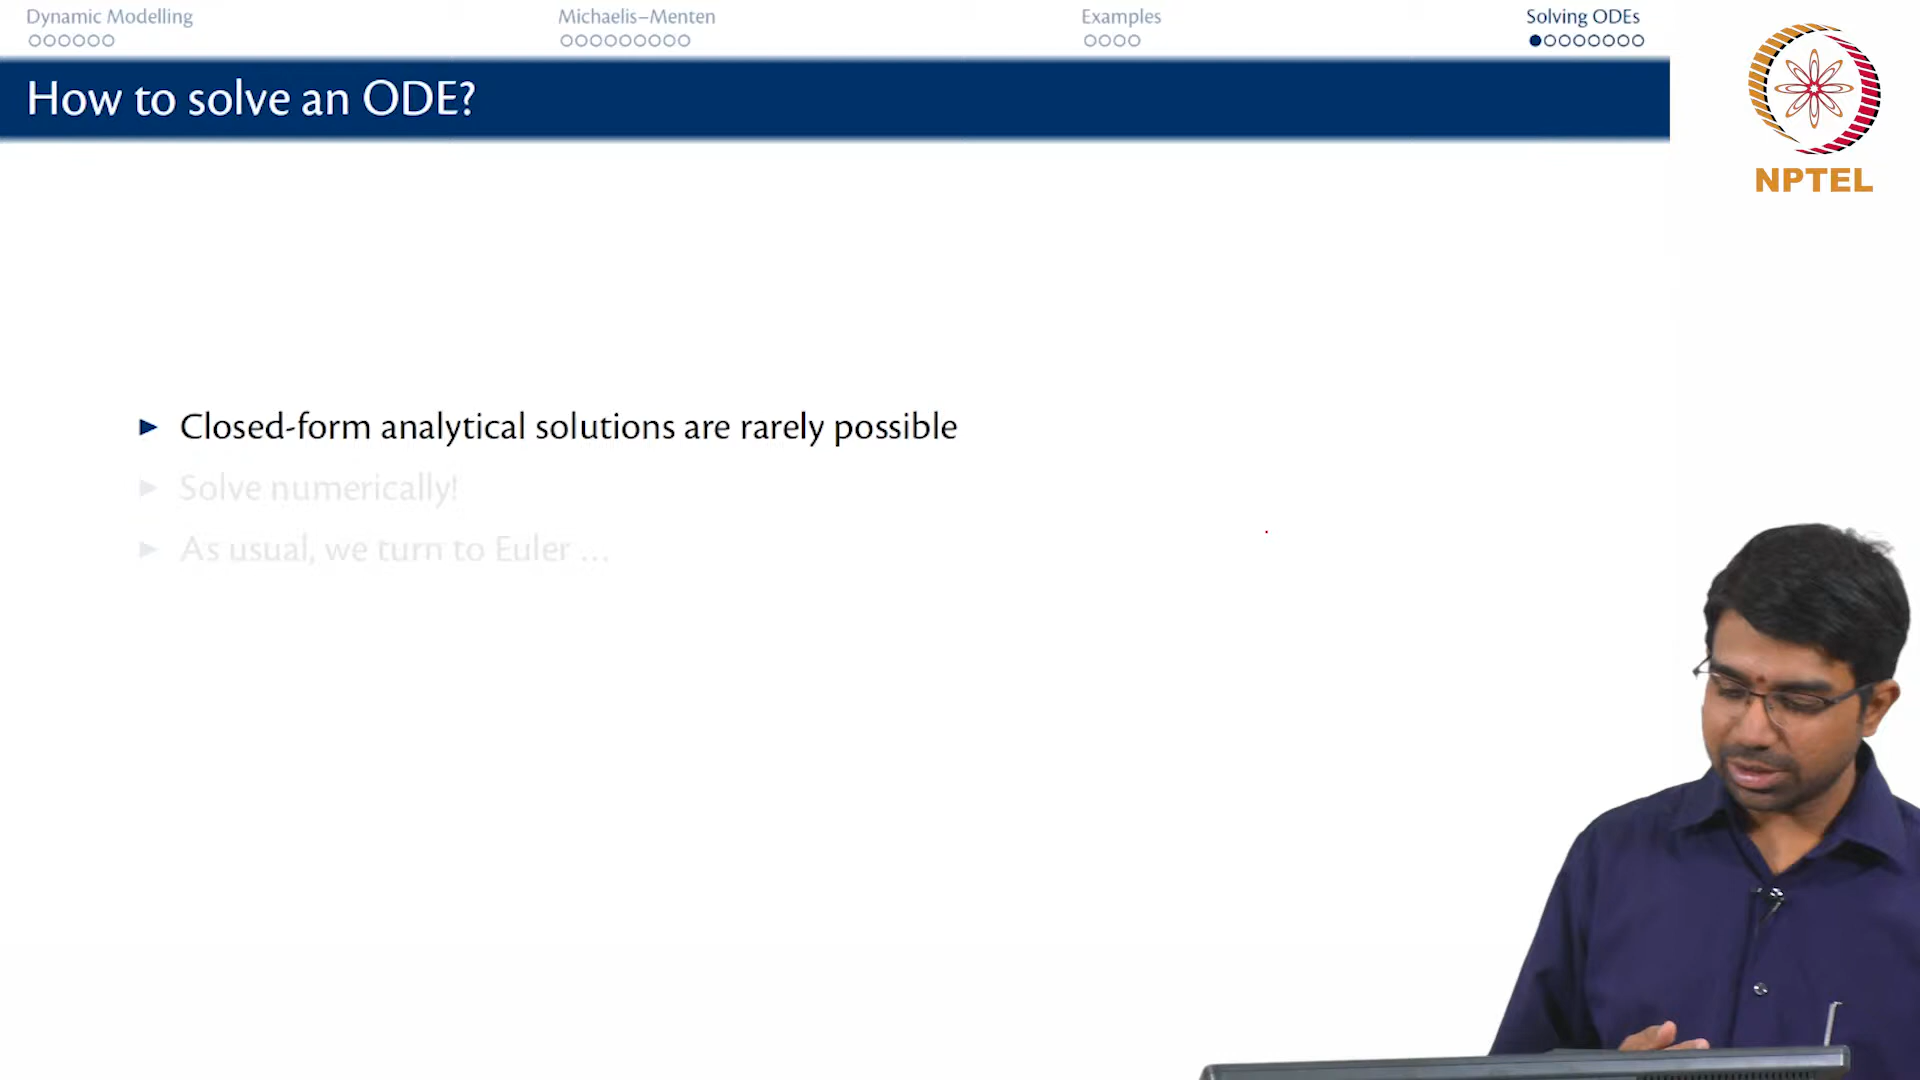 Dynamic Modelling
Michaelis–Menten
Examples
Solving ODEs
How to solve an ODE?
NPTEL
► Closed-form analytical solutions are rarely possible
► Solve numerically!
► As usual, we turn to Euler ...